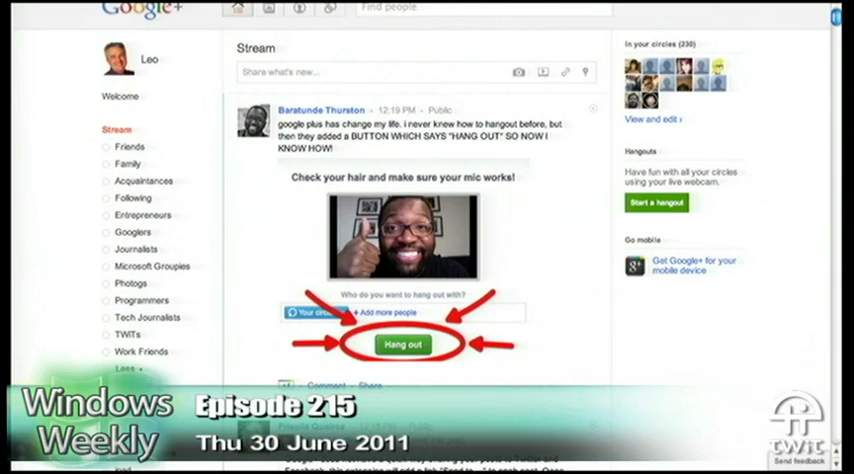 Google+
Find people
Leo
Welcome
Stream
Friends
Family
Acquaintances
Following
Entrepreneurs
Googlers
Journalists
Microsoft Groupies
Photogs
Programmers
Tech Journalists
TWiTs
Work Friends
Less
Stream
Share what's new...
Baratunde Thurston - 12:19 PM - Public
google plus has change my life. i never knew how to hangout before, but
then they added a BUTTON WHICH SAYS "HANG OUT" SO NOW I
KNOW HOW!
Check your hair and make sure your mic works!
Who do you want to hang out with?
Your circles + Add more people
Hang out
+1 Comment - Share
In your circles (230)
View and edit ›
Hangouts
Have fun with all your circles
using your live webcam.
Start a hangout
Go mobile
g+ Get Google+ for your
mobile device
Windows
Weekly
Episode 215
Thu 30 June 2011
TWiT
Send feedback